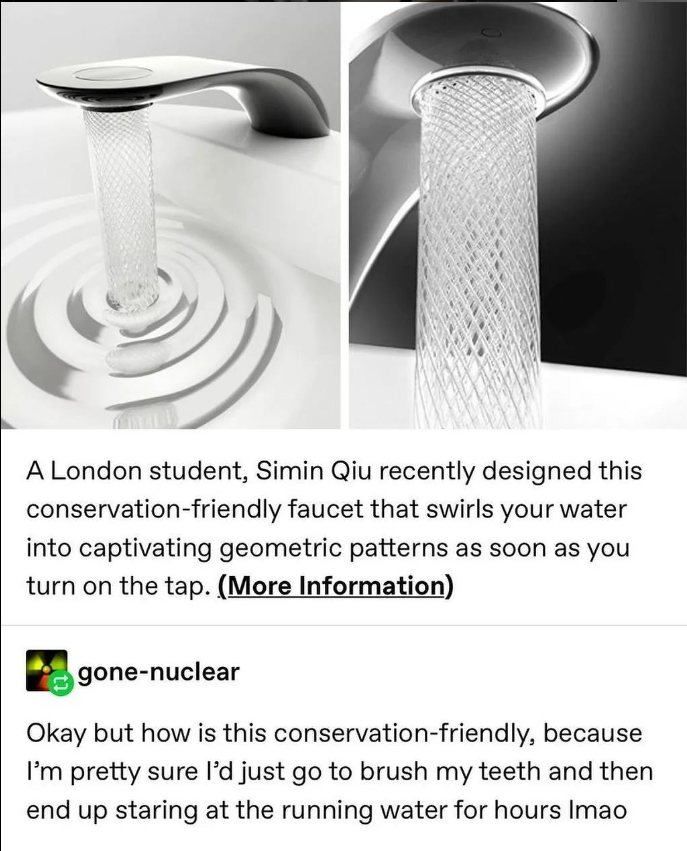 A London student, Simin Qiu recently designed this
conservation-friendly faucet that swirls your water
into captivating geometric patterns as soon as you
turn on the tap. (More Information)
gone-nuclear
Okay but how is this conservation-friendly, because
I'm pretty sure I'd just go to brush my teeth and then
end up staring at the running water for hours lmao